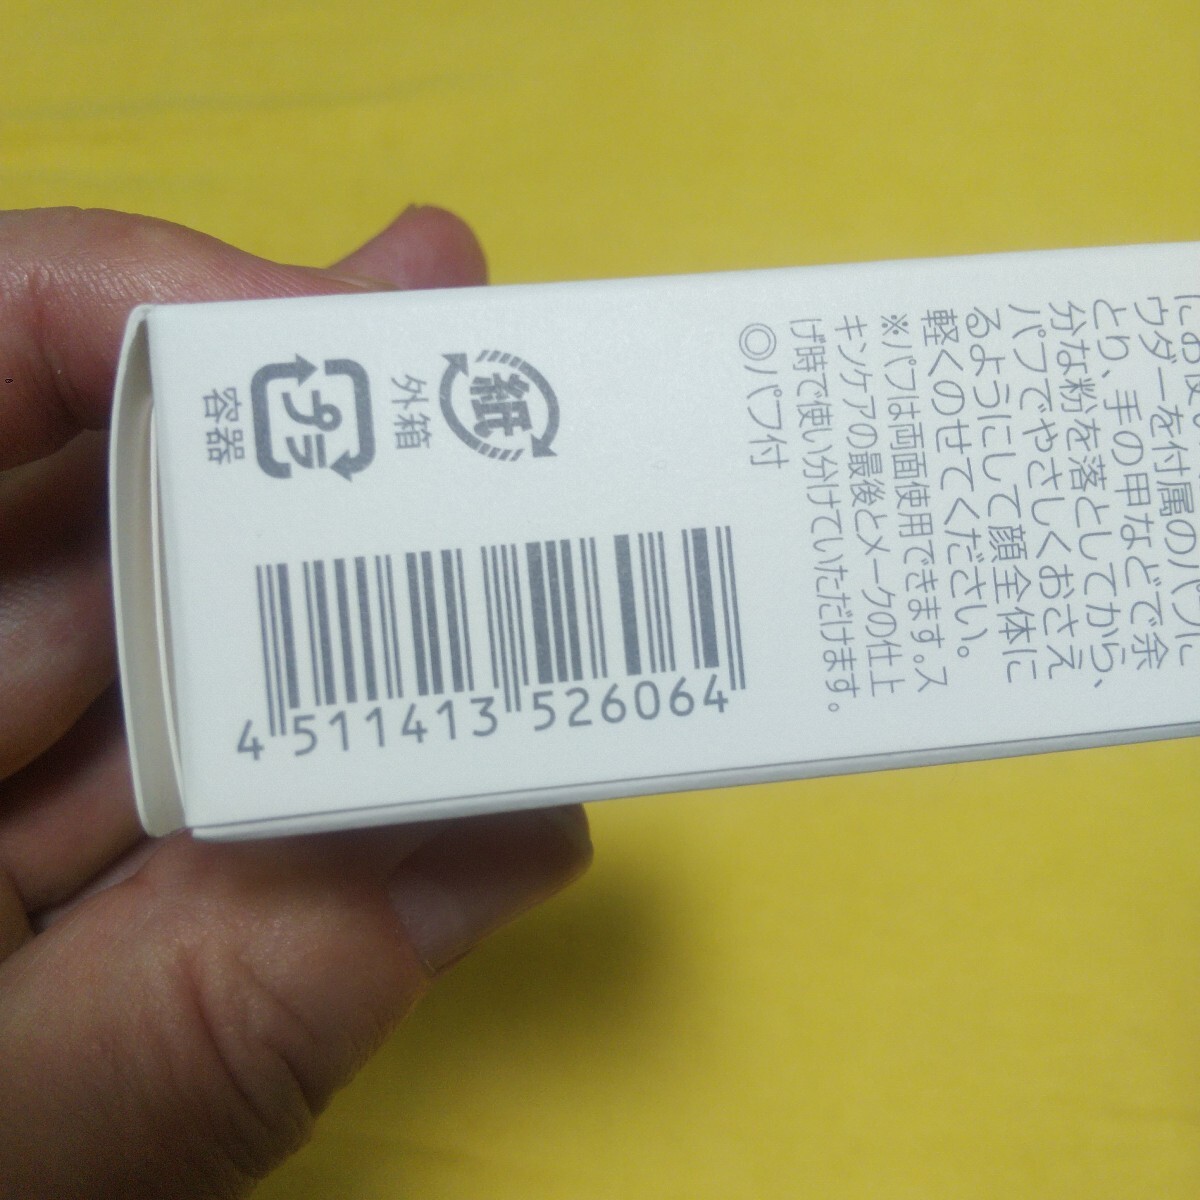 ウダーを付属のパフに
とり、手の甲などで余
分な粉を落としてから、
パフでやさしくおさえ
るようにして顔全体に
軽くのせてください。
※パフは両面使用できます。ス
キンケアの最後とメークの仕上
げ時で使い分けていただけます。
◎パフ付
紙
外箱
プラ
容器
4 511413 526064